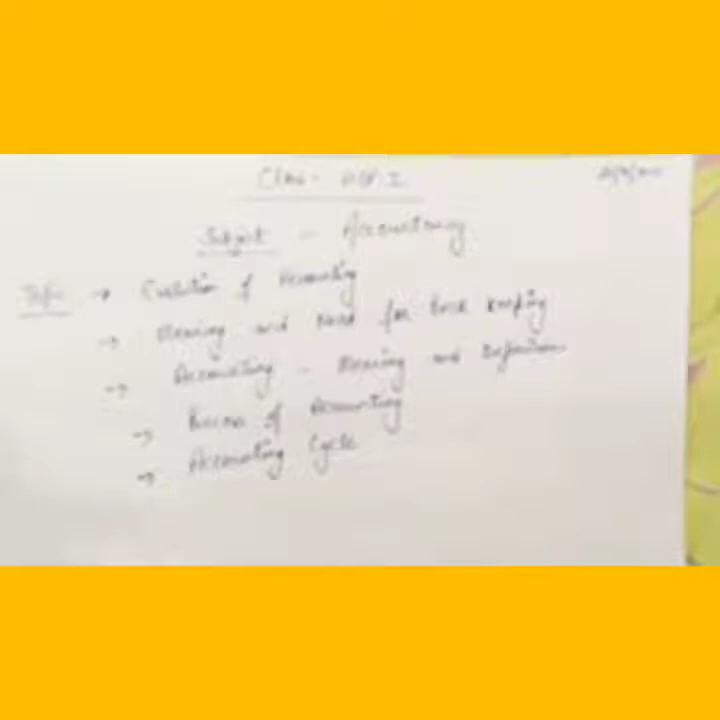 Class-
Subject - Accountancy
Topic → Evolution of Accounting
→ Meaning and Need for Book Keeping
→ Accounting - Meaning and Definition
→ Process of Accounting
→ Accounting Cycle